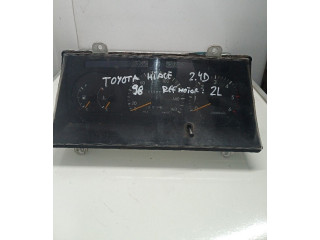 TOYOTA HIACE 2.4D
98 REF MOTOR: 2L